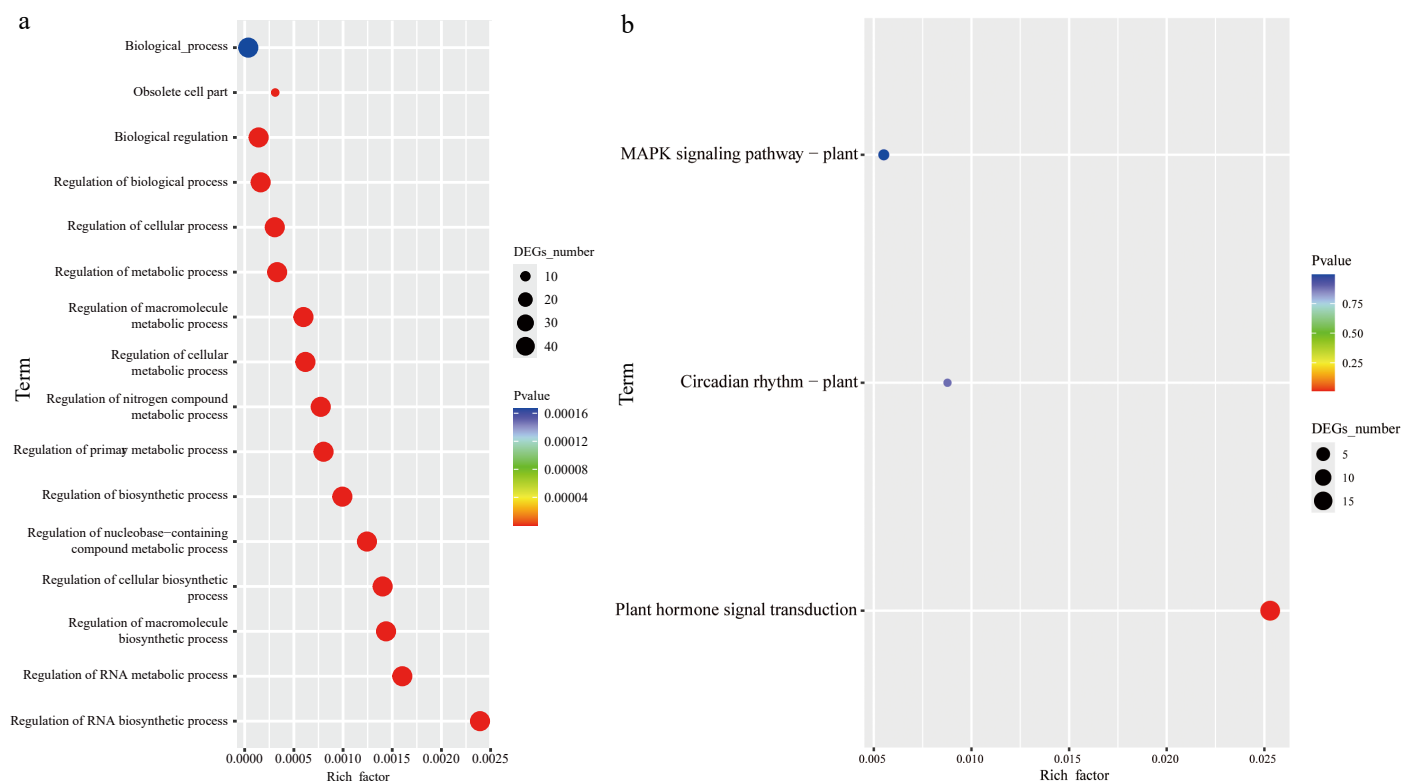 a
Biological_process
Obsolete cell part
Biological regulation
Regulation of biological process
Regulation of cellular process
Regulation of metabolic process
Regulation of macromolecule
metabolic process
Regulation of cellular
metabolic process
Regulation of nitrogen compound
metabolic process
Regulation of primary metabolic process
Regulation of biosynthetic process
Regulation of nucleobase−containing
compound metabolic process
Regulation of cellular biosynthetic
process
Regulation of macromolecule
biosynthetic process
Regulation of RNA metabolic process
Regulation of RNA biosynthetic process
Term
0.0000 0.0005 0.0010 0.0015 0.0020 0.0025
Rich_factor
DEGs_number
10
20
30
40
Pvalue
0.00016
0.00012
0.00008
0.00004
b
MAPK signaling pathway − plant
Circadian rhythm − plant
Plant hormone signal transduction
Term
0.005 0.010 0.015 0.020 0.025
Rich_factor
Pvalue
0.75
0.50
0.25
DEGs_number
5
10
15